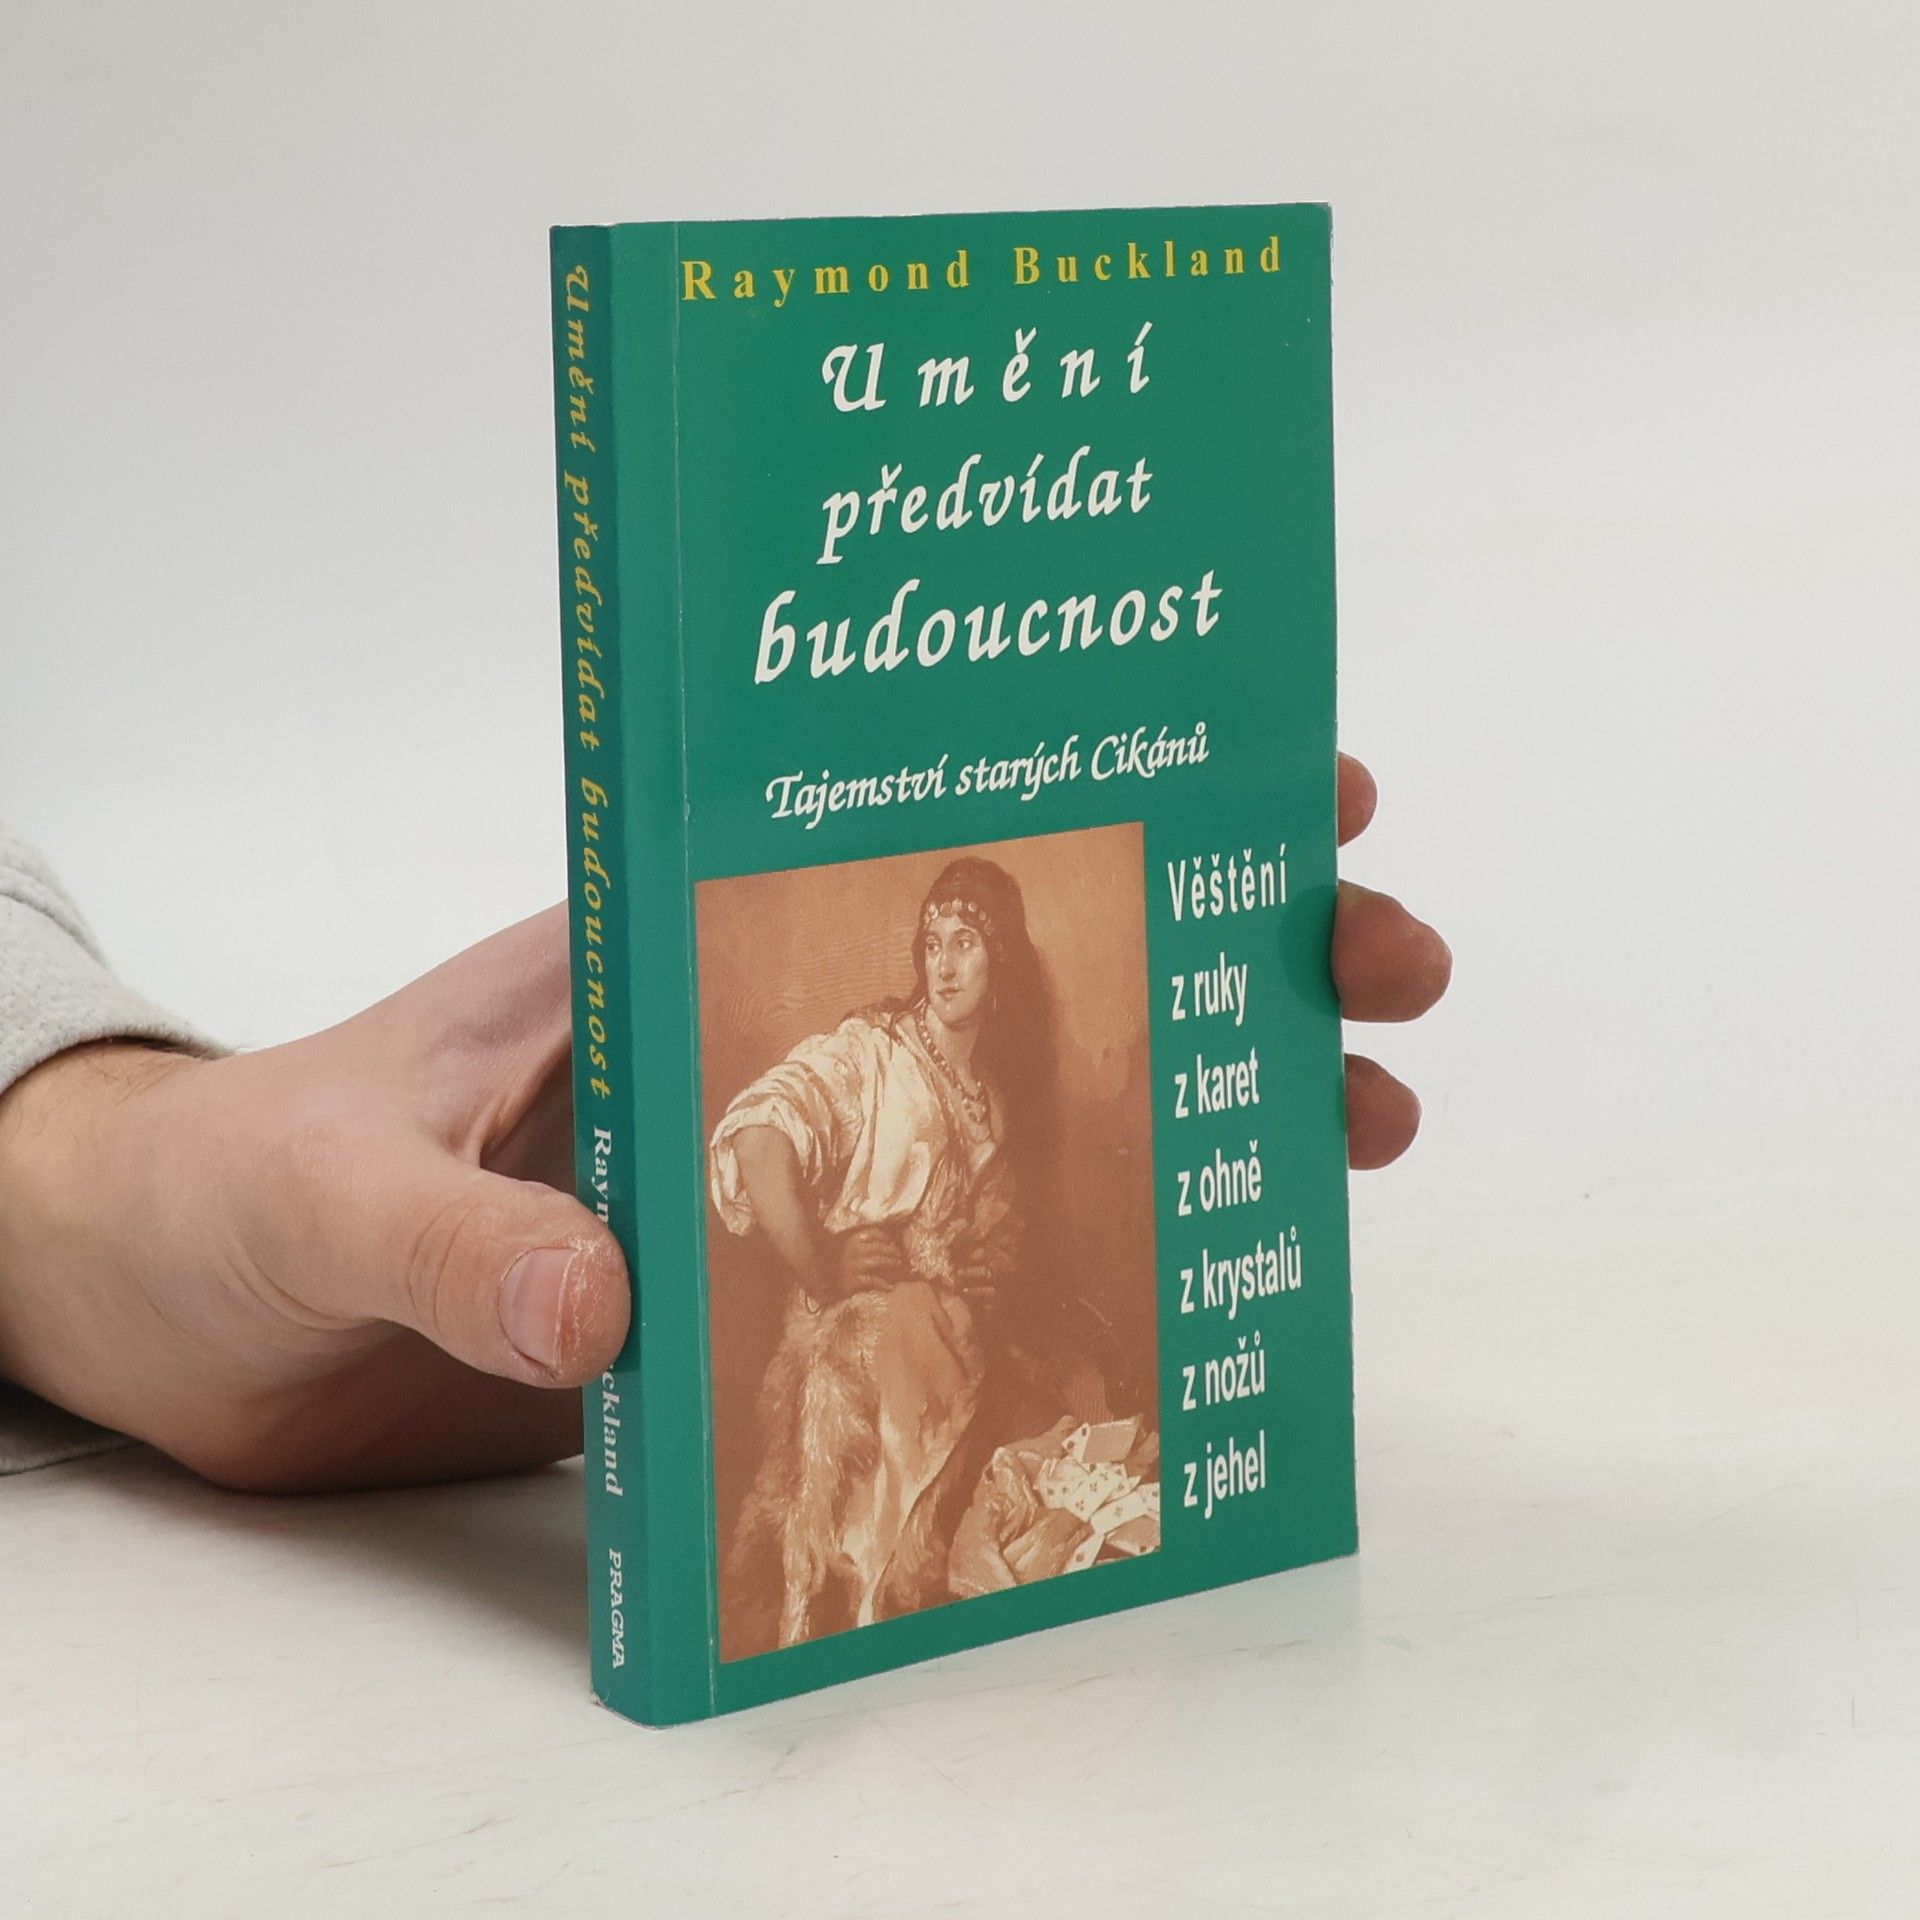 Raymond Buckland
Umění
předvídat
budoucnost
Tajemství starých Cikánů
Věštění
z ruky
z karet
z ohně
z krystalů
z nožů
z jehel
Umění předvídat budoucnost PRAGMA